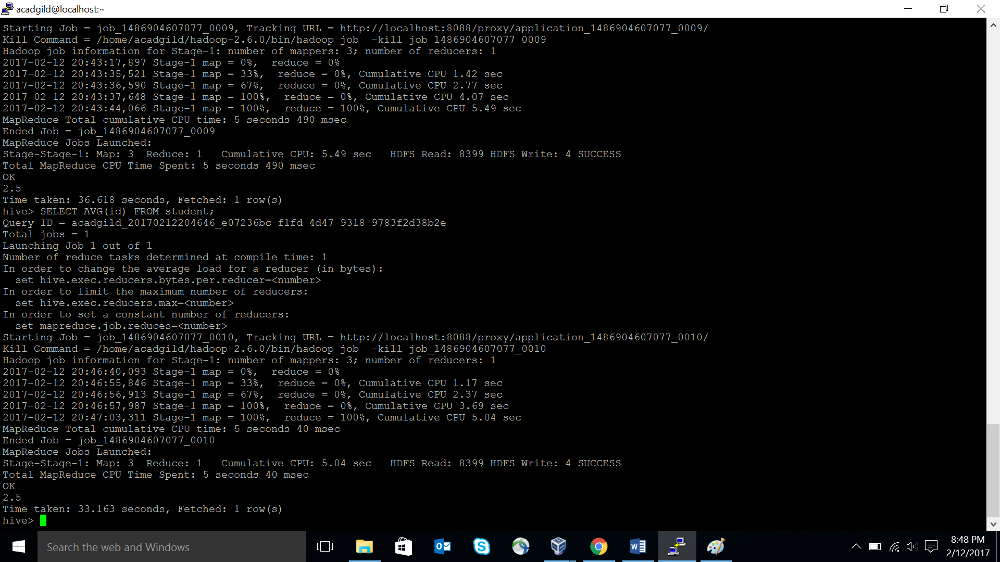 acadgild@localhost:~
Starting Job = job_1486904607077_0009, Tracking URL = http://localhost:8088/proxy/application_1486904607077_0009/
Kill Command = /home/acadgild/hadoop-2.6.0/bin/hadoop job  -kill job_1486904607077_0009
Hadoop job information for Stage-1: number of mappers: 3; number of reducers: 1
2017-02-12 20:43:17,897 Stage-1 map = 0%,  reduce = 0%
2017-02-12 20:43:35,521 Stage-1 map = 33%,  reduce = 0%, Cumulative CPU 1.42 sec
2017-02-12 20:43:36,590 Stage-1 map = 67%,  reduce = 0%, Cumulative CPU 2.77 sec
2017-02-12 20:43:37,648 Stage-1 map = 100%,  reduce = 0%, Cumulative CPU 4.07 sec
2017-02-12 20:43:44,066 Stage-1 map = 100%,  reduce = 100%, Cumulative CPU 5.49 sec
MapReduce Total cumulative CPU time: 5 seconds 490 msec
Ended Job = job_1486904607077_0009
MapReduce Jobs Launched:
Stage-Stage-1: Map: 3  Reduce: 1   Cumulative CPU: 5.49 sec   HDFS Read: 8399 HDFS Write: 4 SUCCESS
Total MapReduce CPU Time Spent: 5 seconds 490 msec
OK
2.5
Time taken: 36.618 seconds, Fetched: 1 row(s)
hive> SELECT AVG(id) FROM student;
Query ID = acadgild_20170212204646_e07236bc-f1fd-4d47-9318-9783f2d38b2e
Total jobs = 1
Launching Job 1 out of 1
Number of reduce tasks determined at compile time: 1
In order to change the average load for a reducer (in bytes):
  set hive.exec.reducers.bytes.per.reducer=<number>
In order to limit the maximum number of reducers:
  set hive.exec.reducers.max=<number>
In order to set a constant number of reducers:
  set mapreduce.job.reduces=<number>
Starting Job = job_1486904607077_0010, Tracking URL = http://localhost:8088/proxy/application_1486904607077_0010/
Kill Command = /home/acadgild/hadoop-2.6.0/bin/hadoop job  -kill job_1486904607077_0010
Hadoop job information for Stage-1: number of mappers: 3; number of reducers: 1
2017-02-12 20:46:40,093 Stage-1 map = 0%,  reduce = 0%
2017-02-12 20:46:55,846 Stage-1 map = 33%,  reduce = 0%, Cumulative CPU 1.17 sec
2017-02-12 20:46:56,913 Stage-1 map = 67%,  reduce = 0%, Cumulative CPU 2.37 sec
2017-02-12 20:46:57,987 Stage-1 map = 100%,  reduce = 0%, Cumulative CPU 3.69 sec
2017-02-12 20:47:03,311 Stage-1 map = 100%,  reduce = 100%, Cumulative CPU 5.04 sec
MapReduce Total cumulative CPU time: 5 seconds 40 msec
Ended Job = job_1486904607077_0010
MapReduce Jobs Launched:
Stage-Stage-1: Map: 3  Reduce: 1   Cumulative CPU: 5.04 sec   HDFS Read: 8399 HDFS Write: 4 SUCCESS
Total MapReduce CPU Time Spent: 5 seconds 40 msec
OK
2.5
Time taken: 33.163 seconds, Fetched: 1 row(s)
hive>
Search the web and Windows
8:48 PM
2/12/2017